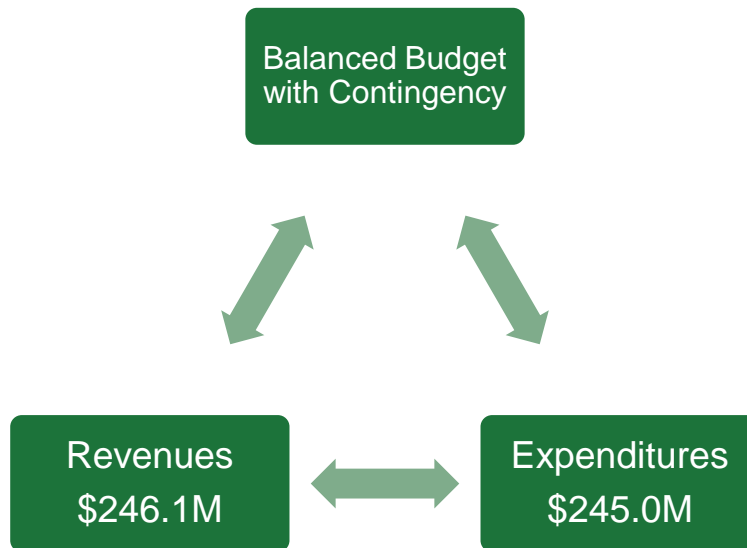 Balanced Budget
with Contingency
Revenues
$246.1M
Expenditures
$245.0M